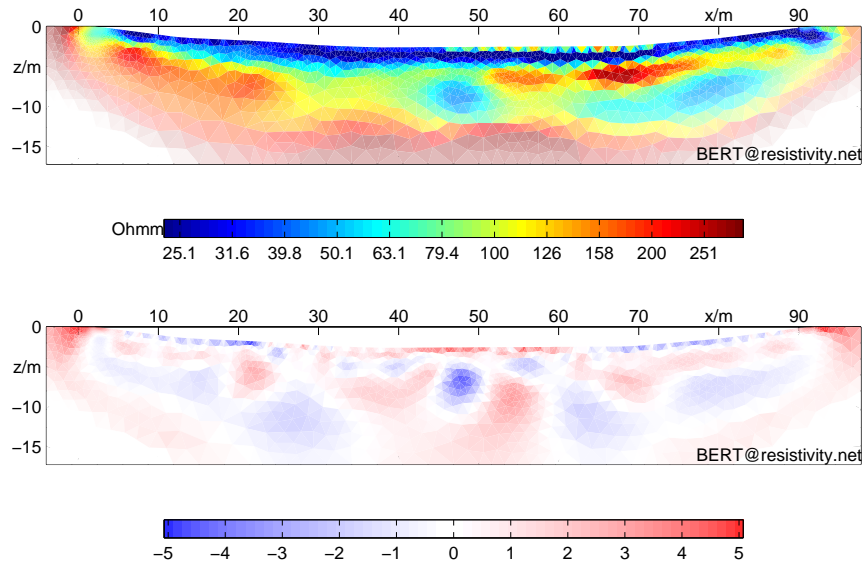 0 10 20 30 40 50 60 70 x/m 90
0
z/m
−10
−15
BERT@resistivity.net
Ohmm
25.1 31.6 39.8 50.1 63.1 79.4 100 126 158 200 251
0 10 20 30 40 50 60 70 x/m 90
0
z/m
−10
−15
BERT@resistivity.net
−5 −4 −3 −2 −1 0 1 2 3 4 5